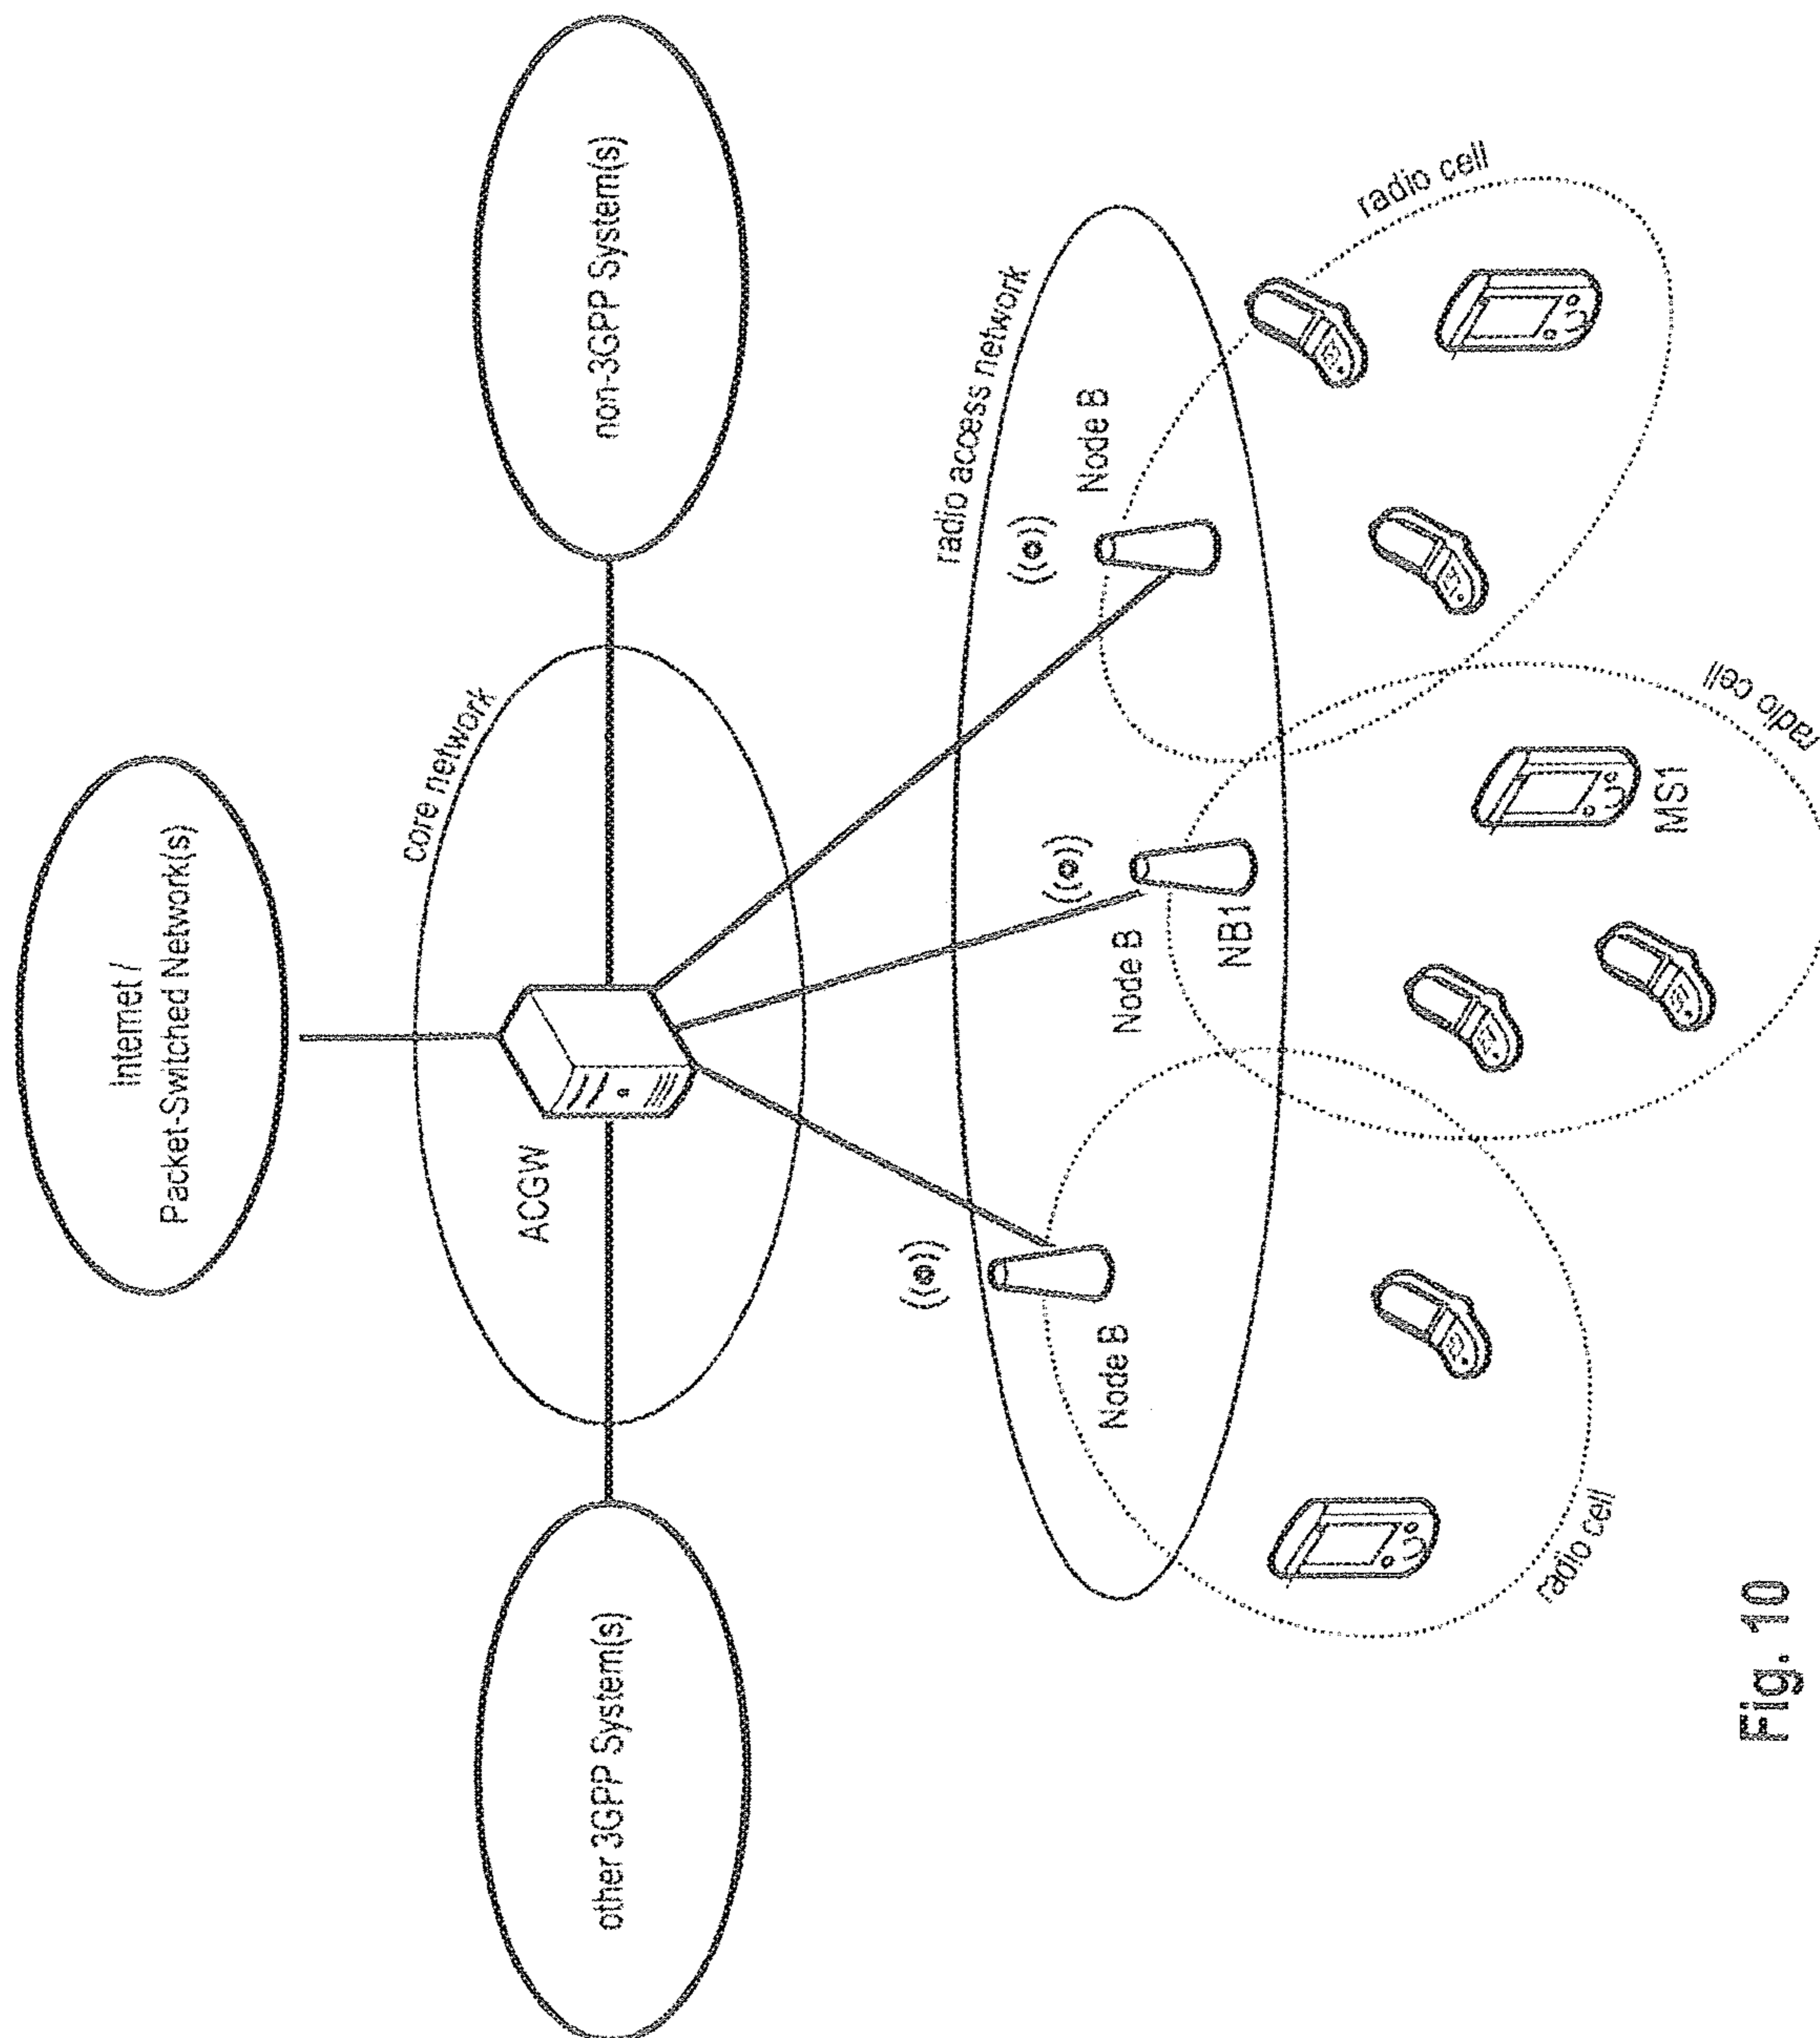 Internet /
Packet-Switched Network(s)
other 3GPP System(s)
core network
ACGW
non-3GPP System(s)
radio access network
Node B
Node B
NB1
Node B
radio cell
radio cell
MS1
radio cell
Fig. 10